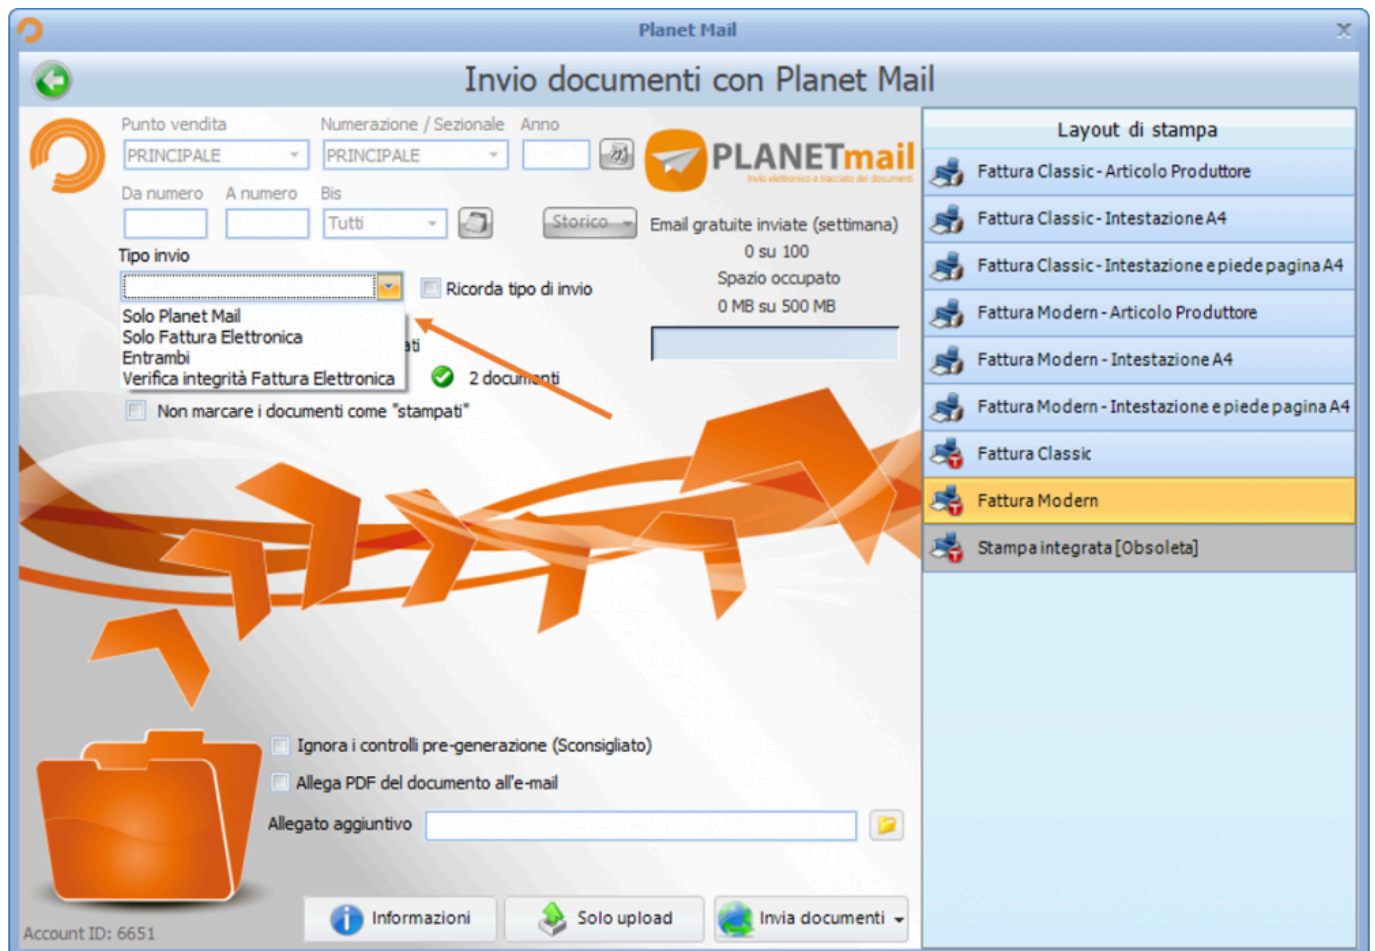 Planet Mail
Invio documenti con Planet Mail
Punto vendita
Numerazione / Sezionale
Anno
PRINCIPALE
PRINCIPALE
PLANETmail
Invio elettronico e tracciato dei documenti
Da numero
A numero
Bis
Tutti
Storico
Email gratuite inviate (settimana)
0 su 100
Spazio occupato
0 MB su 500 MB
Tipo invio
Ricorda tipo di invio
Solo Planet Mail
Solo Fattura Elettronica
Entrambi
Verifica integrità Fattura Elettronica
2 documenti
Non marcare i documenti come "stampati"
Ignora i controlli pre-generazione (Sconsigliato)
Allega PDF del documento all'e-mail
Allegato aggiuntivo
Informazioni
Solo upload
Invia documenti
Account ID: 6651
Layout di stampa
Fattura Classic - Articolo Produttore
Fattura Classic - Intestazione A4
Fattura Classic - Intestazione e piede pagina A4
Fattura Modern - Articolo Produttore
Fattura Modern - Intestazione A4
Fattura Modern - Intestazione e piede pagina A4
Fattura Classic
Fattura Modern
Stampa integrata [Obsoleta]